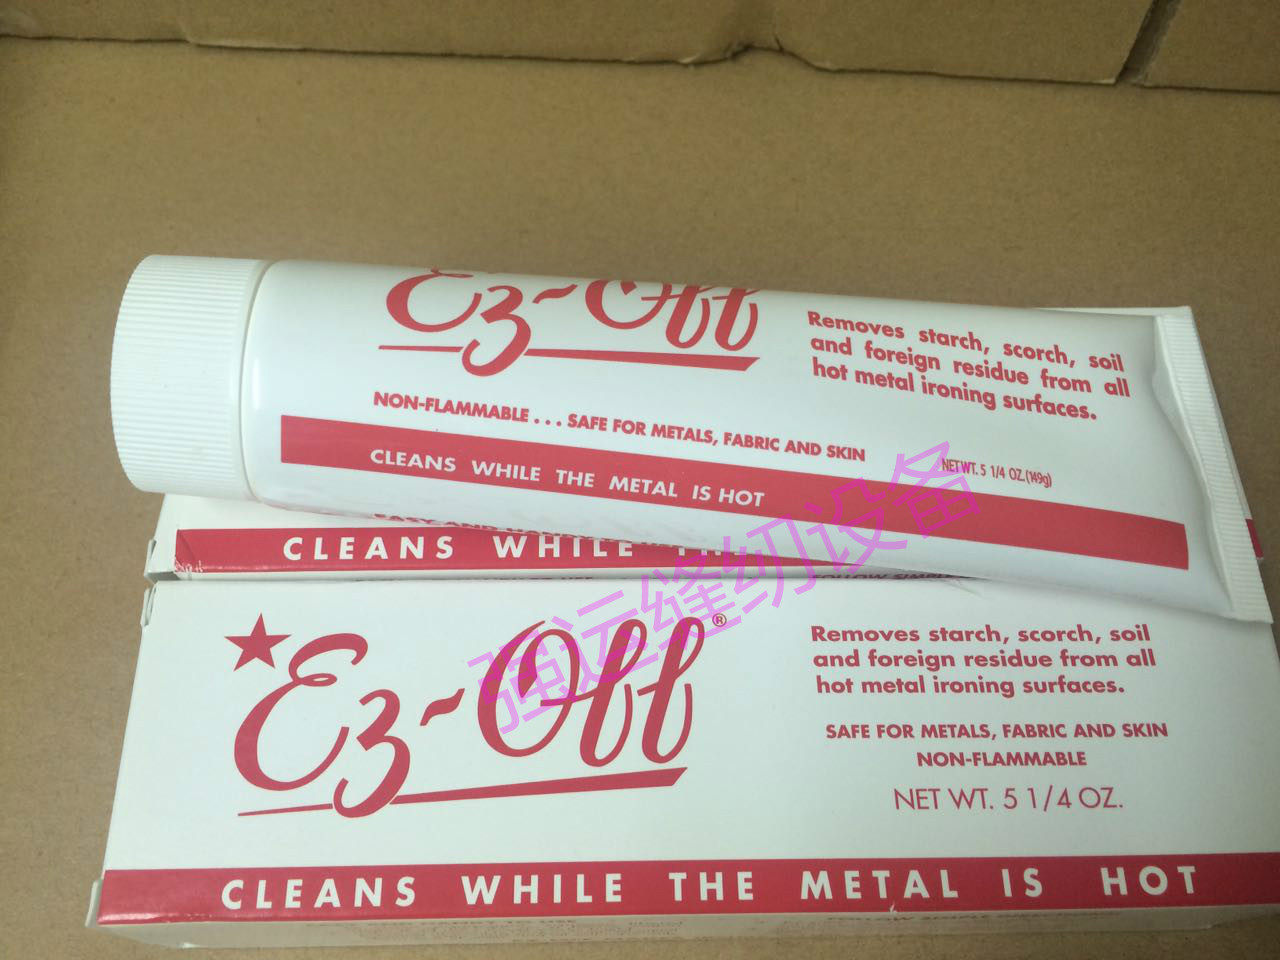 Ez-Off
Removes starch, scorch, soil
and foreign residue from all
hot metal ironing surfaces.
NON-FLAMMABLE . . . SAFE FOR METALS, FABRIC AND SKIN
NET WT. 5 1/4 OZ.(149g)
CLEANS WHILE THE METAL IS HOT
CLEANS WHILE
强运缝纫设备
Ez-Off®
Removes starch, scorch, soil
and foreign residue from all
hot metal ironing surfaces.
SAFE FOR METALS, FABRIC AND SKIN
NON-FLAMMABLE
NET WT. 5 1/4 OZ.
CLEANS WHILE THE METAL IS HOT